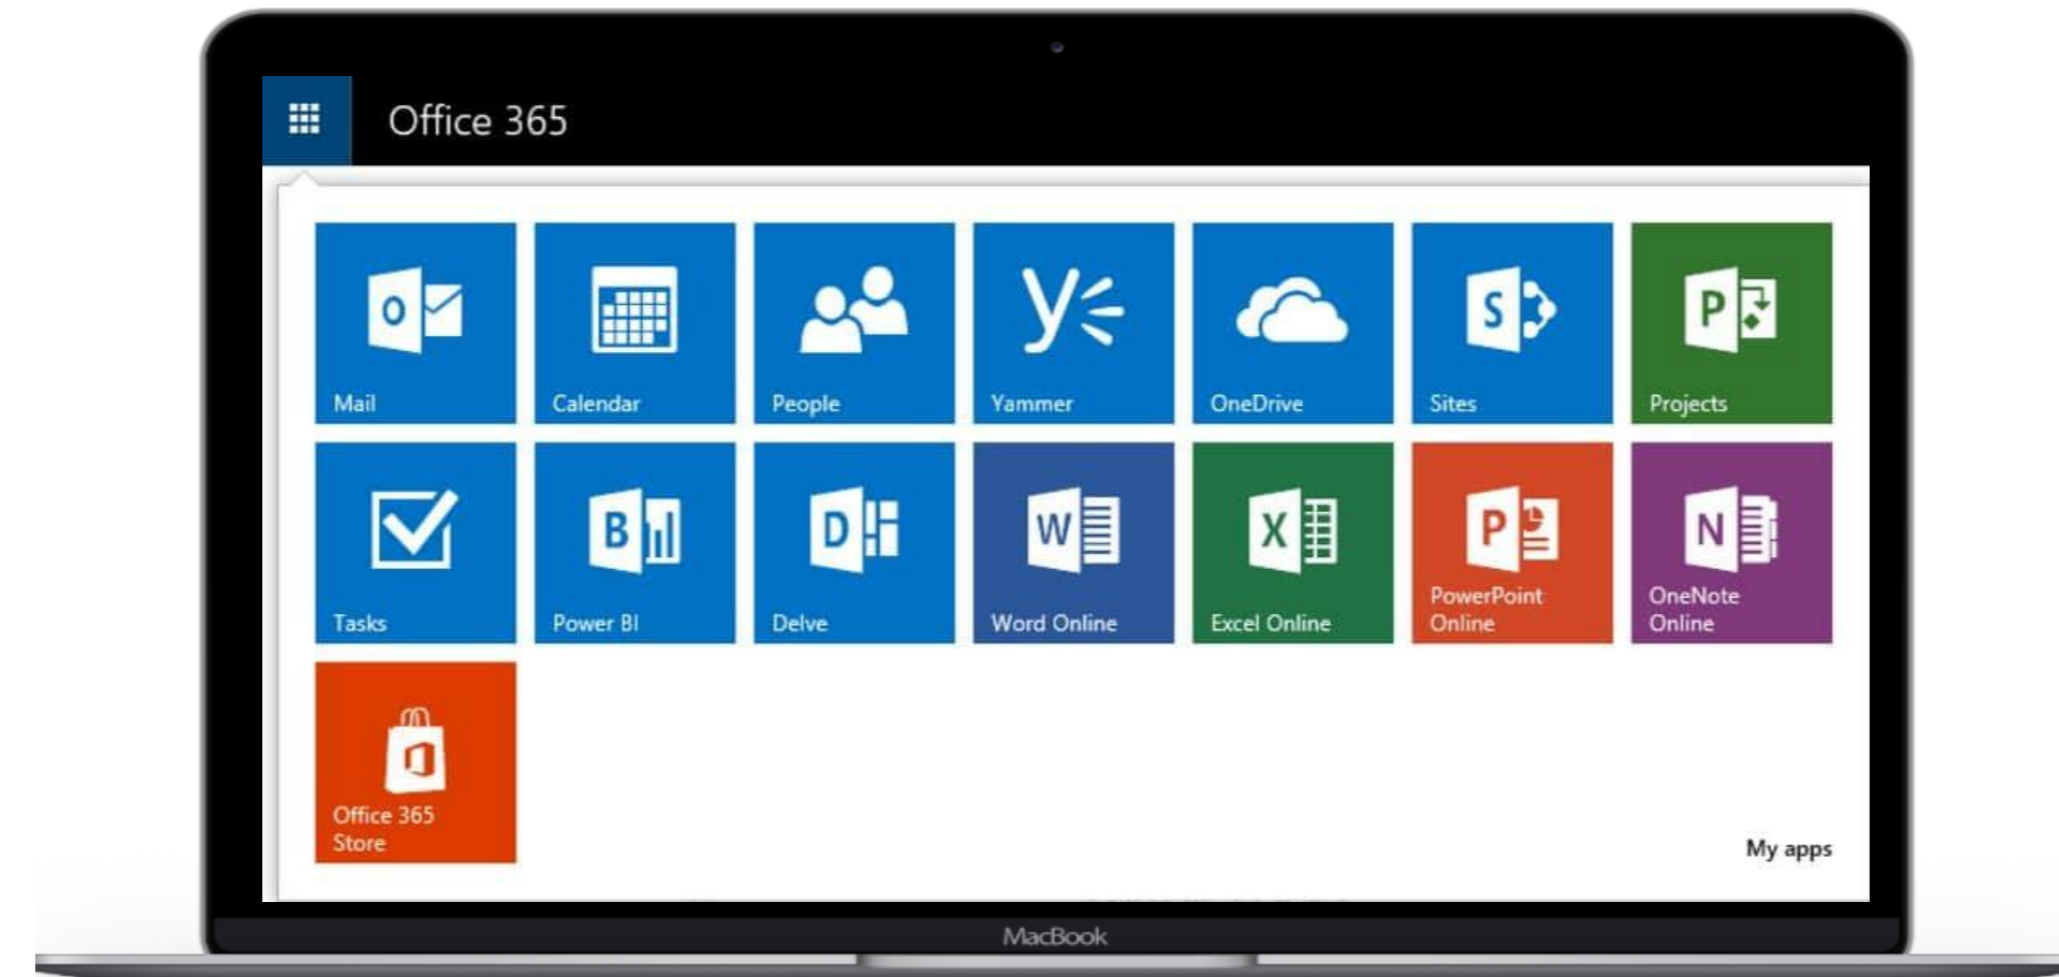 Office 365
Mail
Calendar
People
Yammer
OneDrive
Sites
Projects
Tasks
Power BI
Delve
Word Online
Excel Online
PowerPoint
Online
OneNote
Online
Office 365
Store
My apps
MacBook